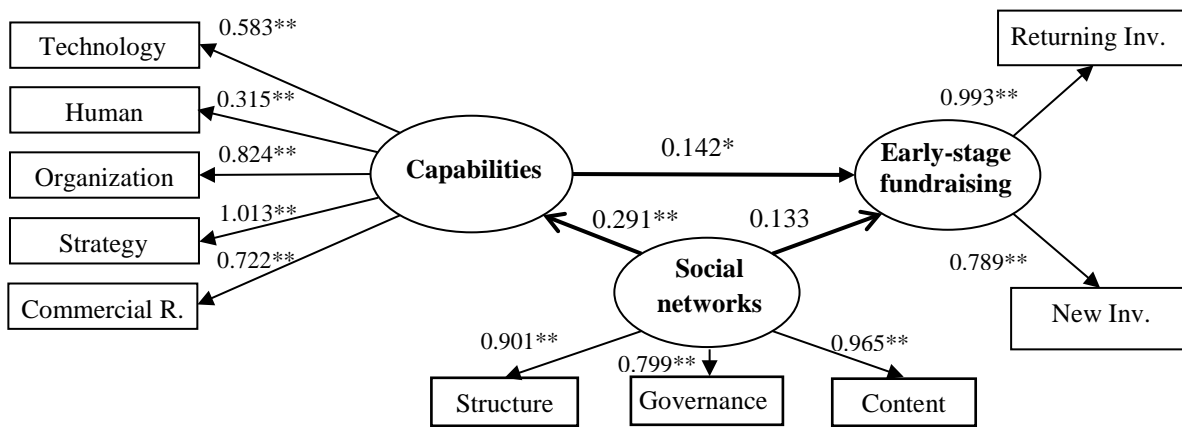 0.583**
Technology
Returning Inv.
0.315**
Human
0.993**
0.824**
Organization
Capabilities
0.142*
Early-stage
fundraising
1.013**
Strategy
0.291**
0.133
0.722**
Commercial R.
Social
networks
0.789**
New Inv.
0.901**
0.799**
0.965**
Structure
Governance
Content